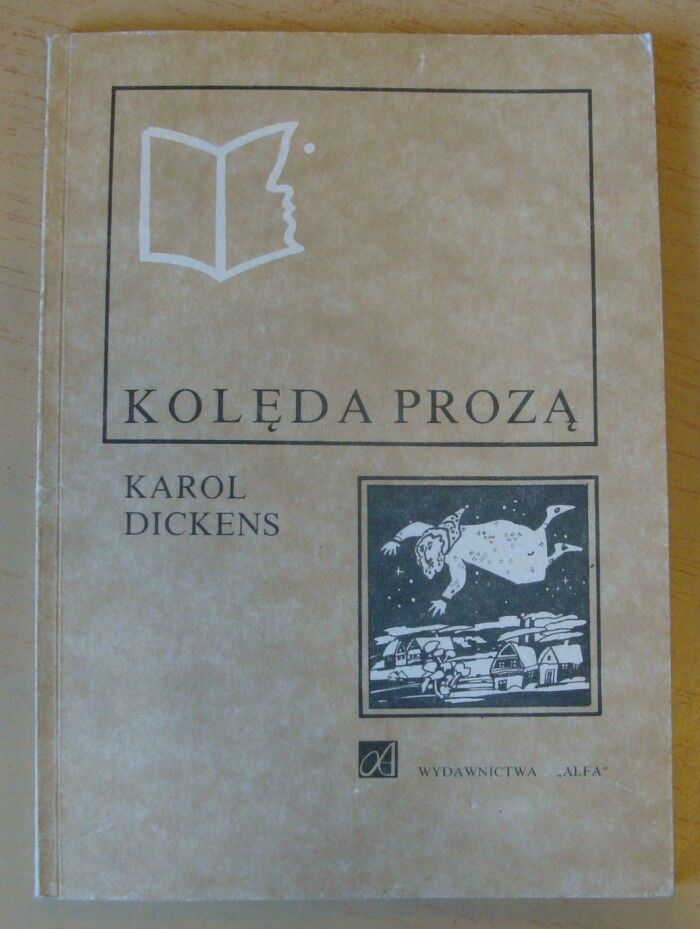 KOLĘDA PROZĄ
KAROL
DICKENS
WYDAWNICTWA „ALFA”